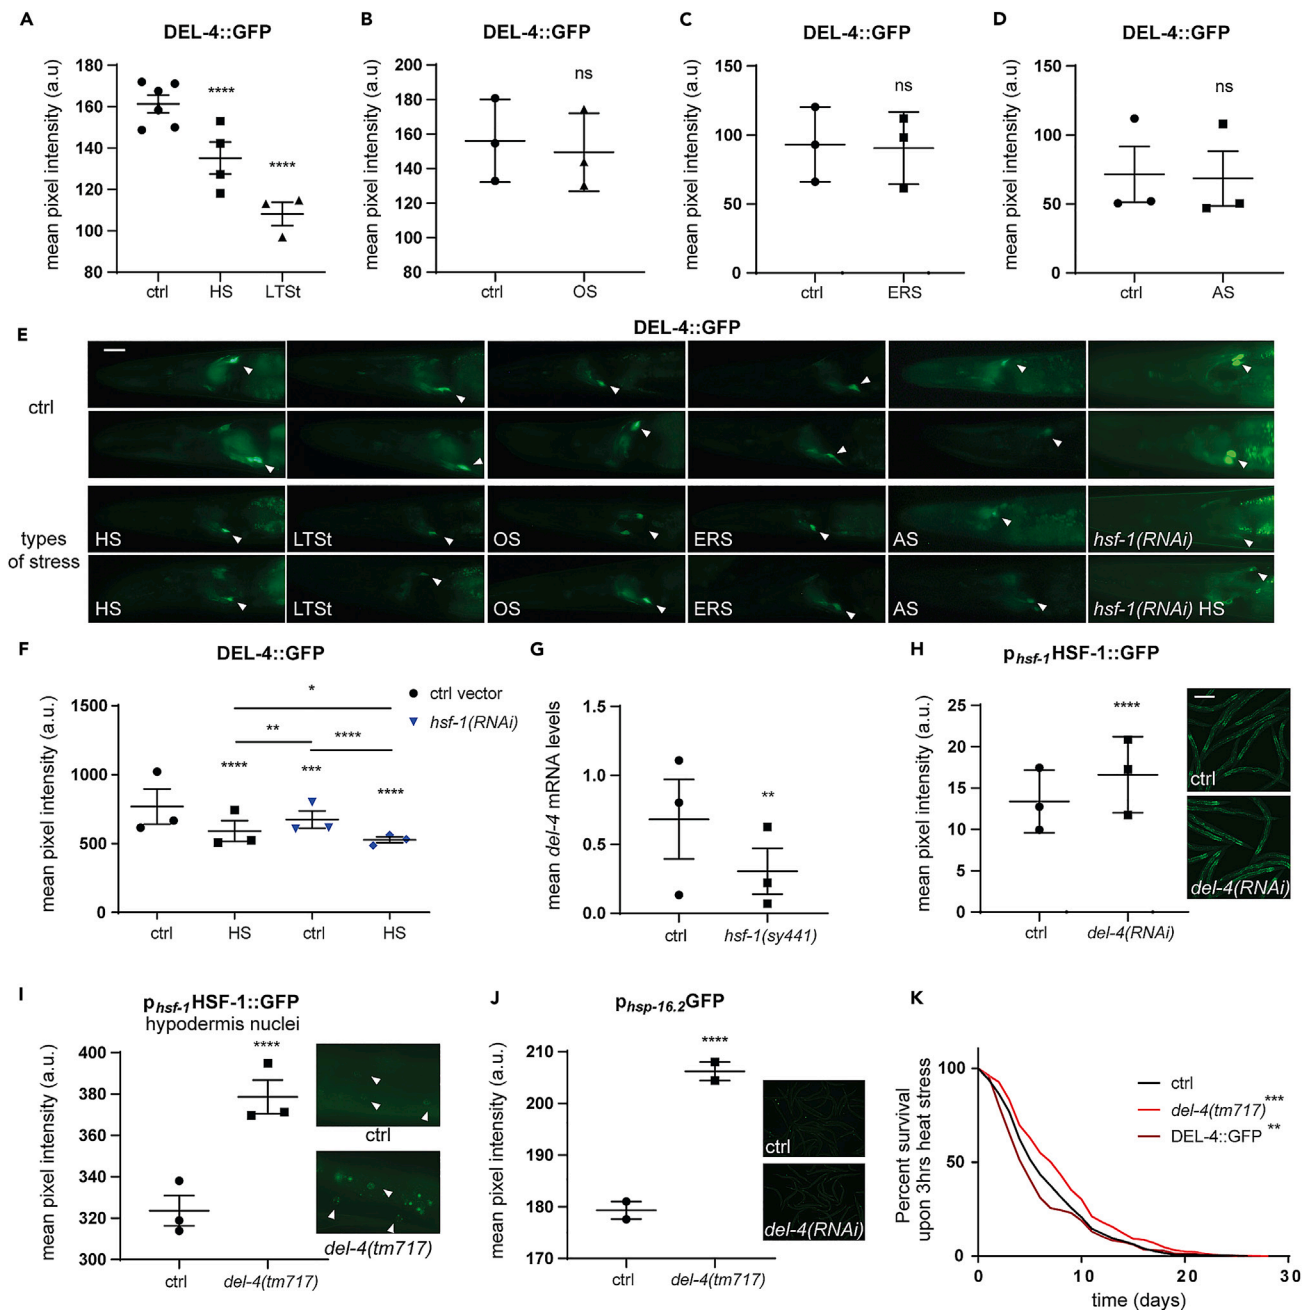 A
DEL-4::GFP
mean pixel intensity (a.u)
180
160
140
120
100
80
****
****
ctrl
HS
LTSt
B
DEL-4::GFP
mean pixel intensity (a.u)
200
180
160
140
120
100
80
ns
ctrl
OS
C
DEL-4::GFP
mean pixel intensity (a.u)
150
100
50
0
ns
ctrl
ERS
D
DEL-4::GFP
mean pixel intensity (a.u)
150
100
50
0
ns
ctrl
AS
E
DEL-4::GFP
ctrl
types
of stress
HS
LTSt
OS
ERS
AS
hsf-1(RNAi)
HS
LTSt
OS
ERS
AS
hsf-1(RNAi) HS
F
DEL-4::GFP
mean pixel intensity (a.u.)
1500
1000
500
0
*
**
****
****
***
****
ctrl vector
hsf-1(RNAi)
ctrl
HS
ctrl
HS
G
mean del-4 mRNA levels
1.5
1.0
0.5
0.0
**
ctrl
hsf-1(sy441)
H
phsf-1HSF-1::GFP
mean pixel intensity (a.u.)
25
20
15
10
5
0
****
ctrl
del-4(RNAi)
ctrl
del-4(RNAi)
I
phsf-1HSF-1::GFP
hypodermis nuclei
mean pixel intensity (a.u.)
400
380
360
340
320
300
****
ctrl
del-4(tm717)
ctrl
del-4(tm717)
J
phsp-16.2GFP
mean pixel intensity (a.u.)
210
200
190
180
170
****
ctrl
del-4(tm717)
ctrl
del-4(RNAi)
K
Percent survival
upon 3hrs heat stress
100
50
0
ctrl
del-4(tm717)***
DEL-4::GFP **
0
10
20
30
time (days)